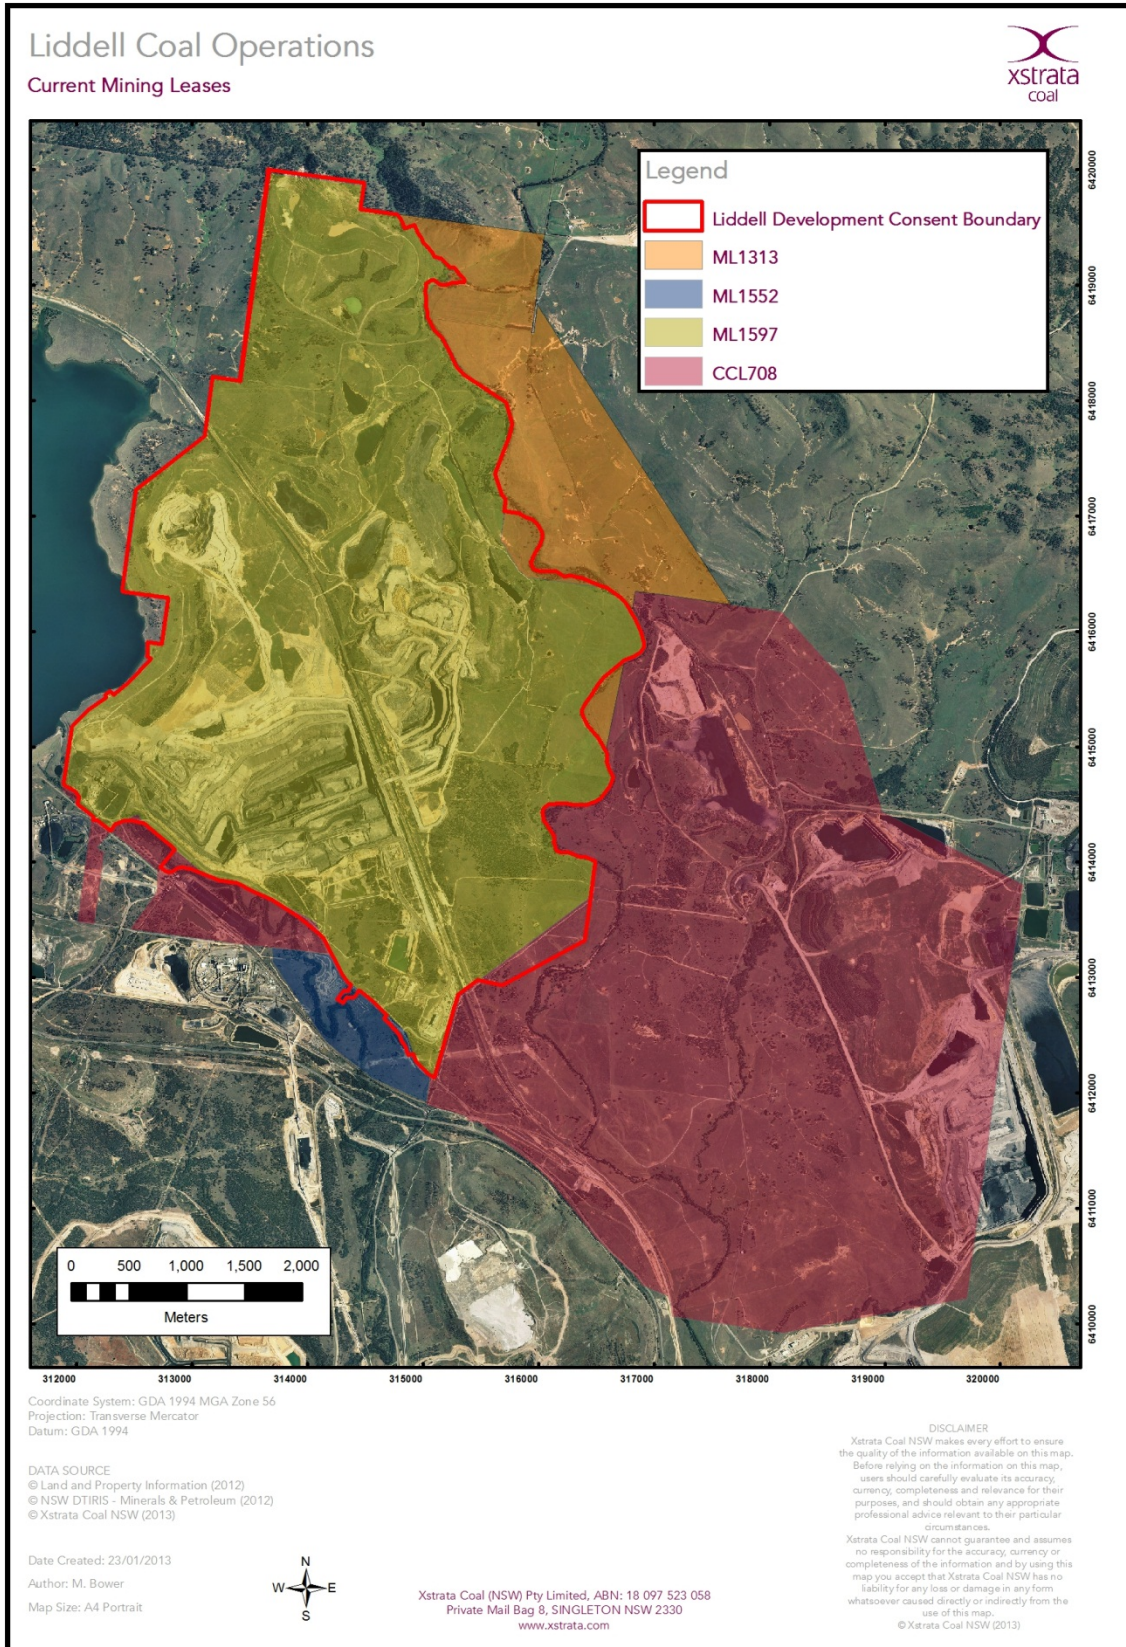 Liddell Coal Operations
Current Mining Leases
xstrata
coal
Legend
Liddell Development Consent Boundary
ML1313
ML1552
ML1597
CCL708
6420000
6419000
6418000
6417000
6416000
6415000
6414000
6413000
6412000
6411000
6410000
0 500 1,000 1,500 2,000
Meters
312000 313000 314000 315000 316000 317000 318000 319000 320000
Coordinate System: GDA 1994 MGA Zone 56
Projection: Transverse Mercator
Datum: GDA 1994
DATA SOURCE
© Land and Property Information (2012)
© NSW DTIRIS - Minerals & Petroleum (2012)
© Xstrata Coal NSW (2013)
Date Created: 23/01/2013
Author: M. Bower
Map Size: A4 Portrait
N
W E
S
Xstrata Coal (NSW) Pty Limited, ABN: 18 097 523 058
Private Mail Bag 8, SINGLETON NSW 2330
www.xstrata.com
DISCLAIMER
Xstrata Coal NSW makes every effort to ensure
the quality of the information available on this map.
Before relying on the information on this map,
users should carefully evaluate its accuracy,
currency, completeness and relevance for their
purposes, and should obtain any appropriate
professional advice relevant to their particular
circumstances.
Xstrata Coal NSW cannot guarantee and assumes
no responsibility for the accuracy, currency or
completeness of the information and by using this
map you accept that Xstrata Coal NSW has no
liability for any loss or damage in any form
whatsoever caused directly or indirectly from the
use of this map.
© Xstrata Coal NSW (2013)